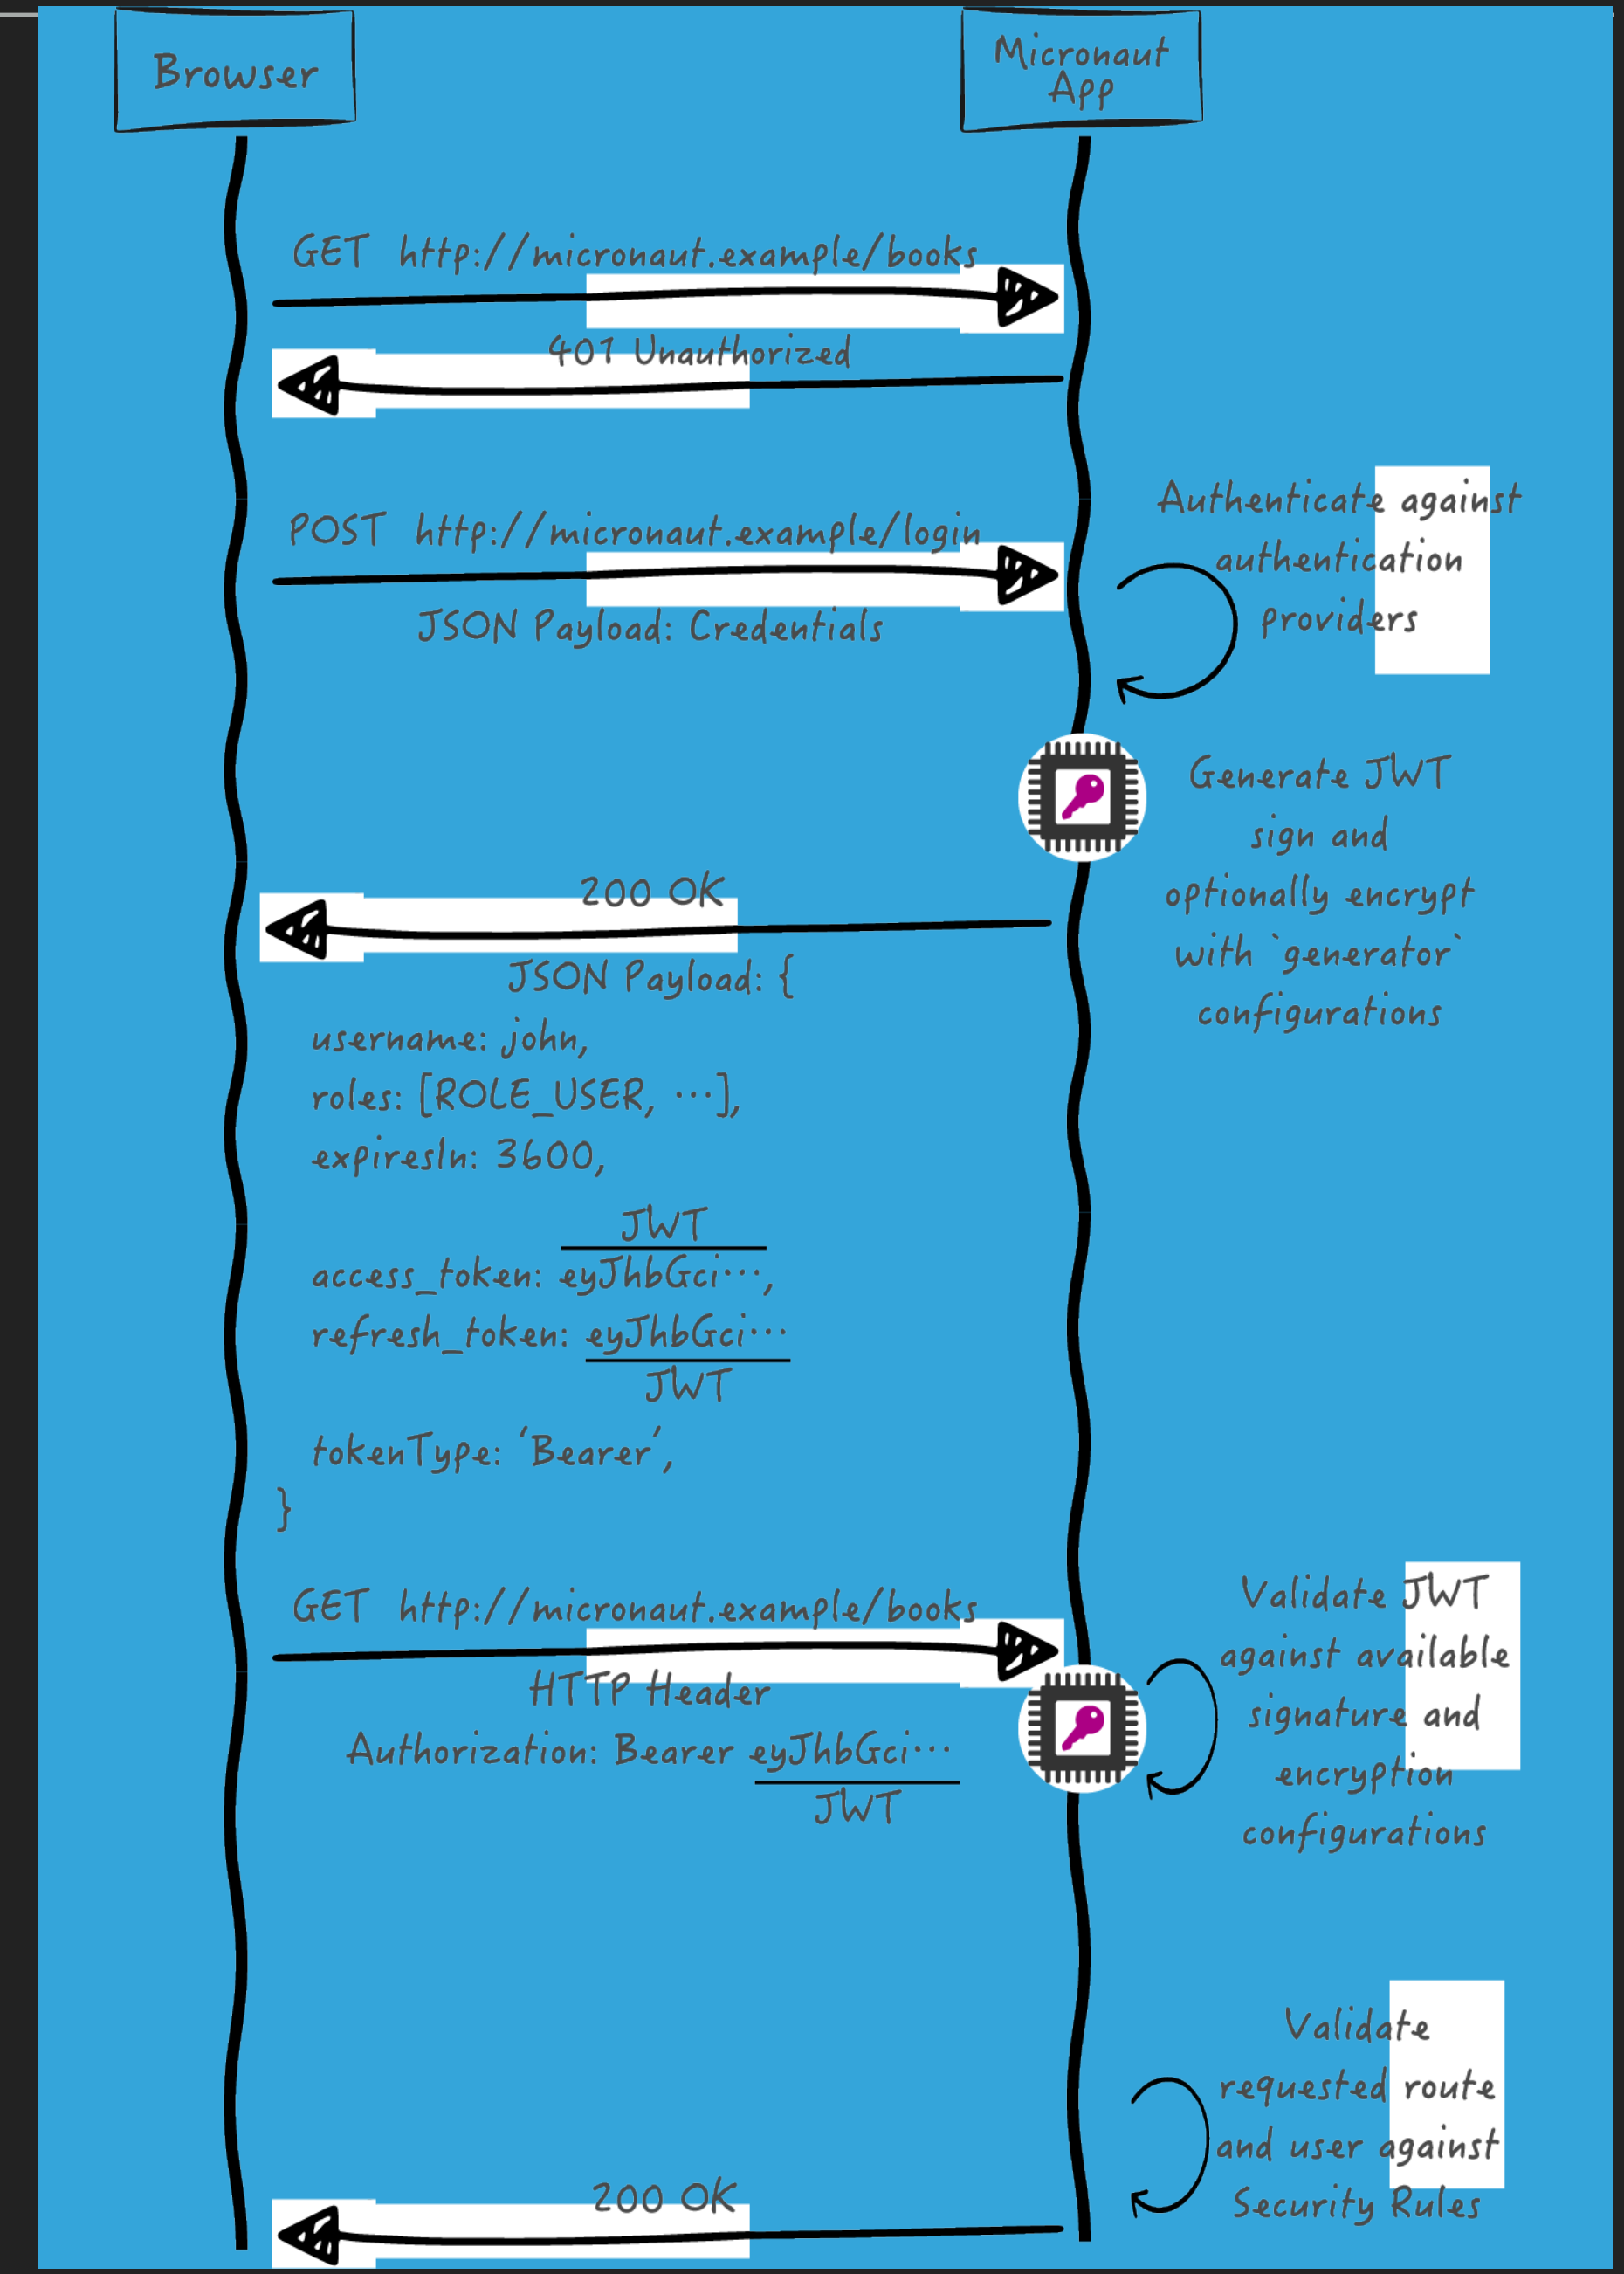 Browser
Micronaut
App
GET http://micronaut.example/books
401 Unauthorized
POST http://micronaut.example/login
JSON Payload: Credentials
Authenticate against
authentication
providers
Generate JWT
sign and
optionally encrypt
with `generator`
configurations
200 OK
JSON Payload: {
username: john,
roles: [ROLE_USER, ...],
expiresIn: 3600,
JWT
access_token: eyJhbGci...,
refresh_token: eyJhbGci...
JWT
tokenType: 'Bearer',
}
GET http://micronaut.example/books
HTTP Header
Authorization: Bearer eyJhbGci...
JWT
Validate JWT
against available
signature and
encryption
configurations
Validate
requested route
and user against
Security Rules
200 OK